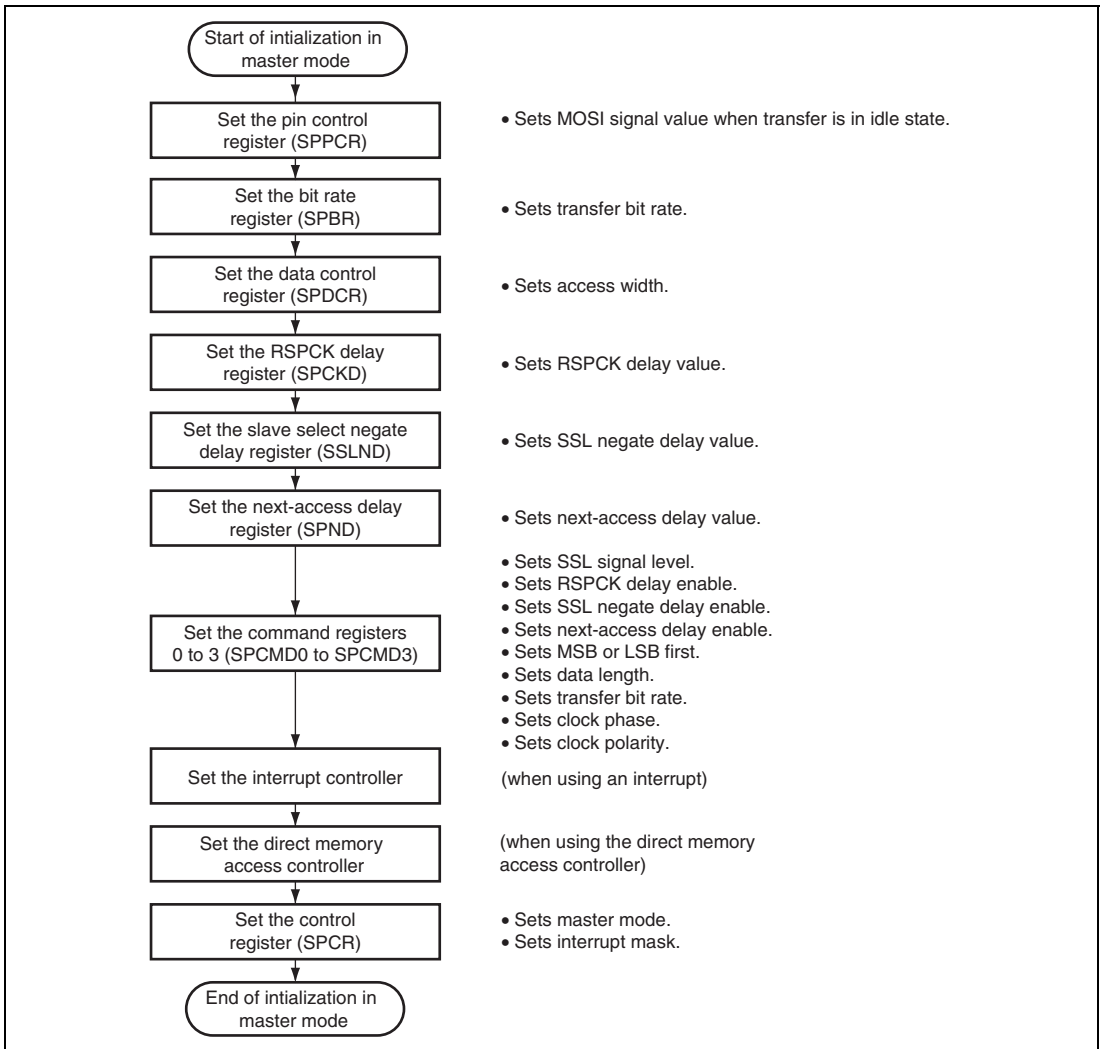 Start of intialization in
master mode
Set the pin control
register (SPPCR)
• Sets MOSI signal value when transfer is in idle state.
Set the bit rate
register (SPBR)
• Sets transfer bit rate.
Set the data control
register (SPDCR)
• Sets access width.
Set the RSPCK delay
register (SPCKD)
• Sets RSPCK delay value.
Set the slave select negate
delay register (SSLND)
• Sets SSL negate delay value.
Set the next-access delay
register (SPND)
• Sets next-access delay value.
Set the command registers
0 to 3 (SPCMD0 to SPCMD3)
• Sets SSL signal level.
• Sets RSPCK delay enable.
• Sets SSL negate delay enable.
• Sets next-access delay enable.
• Sets MSB or LSB first.
• Sets data length.
• Sets transfer bit rate.
• Sets clock phase.
• Sets clock polarity.
Set the interrupt controller
(when using an interrupt)
Set the direct memory
access controller
(when using the direct memory
access controller)
Set the control
register (SPCR)
• Sets master mode.
• Sets interrupt mask.
End of intialization in
master mode